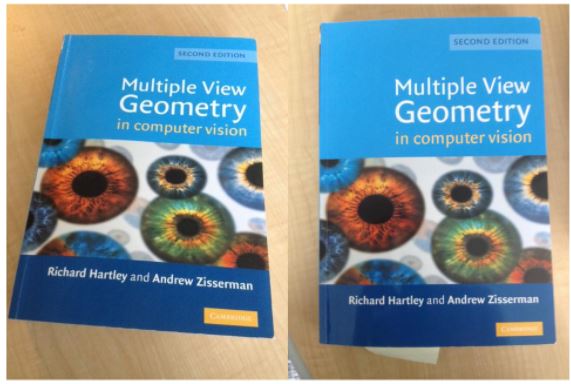 SECOND EDITION
Multiple View
Geometry
in computer vision
Richard Hartley and Andrew Zisserman
CAMBRIDGE
SECOND EDITION
Multiple View
Geometry
in computer vision
Richard Hartley and Andrew Zisserman
CAMBRIDGE